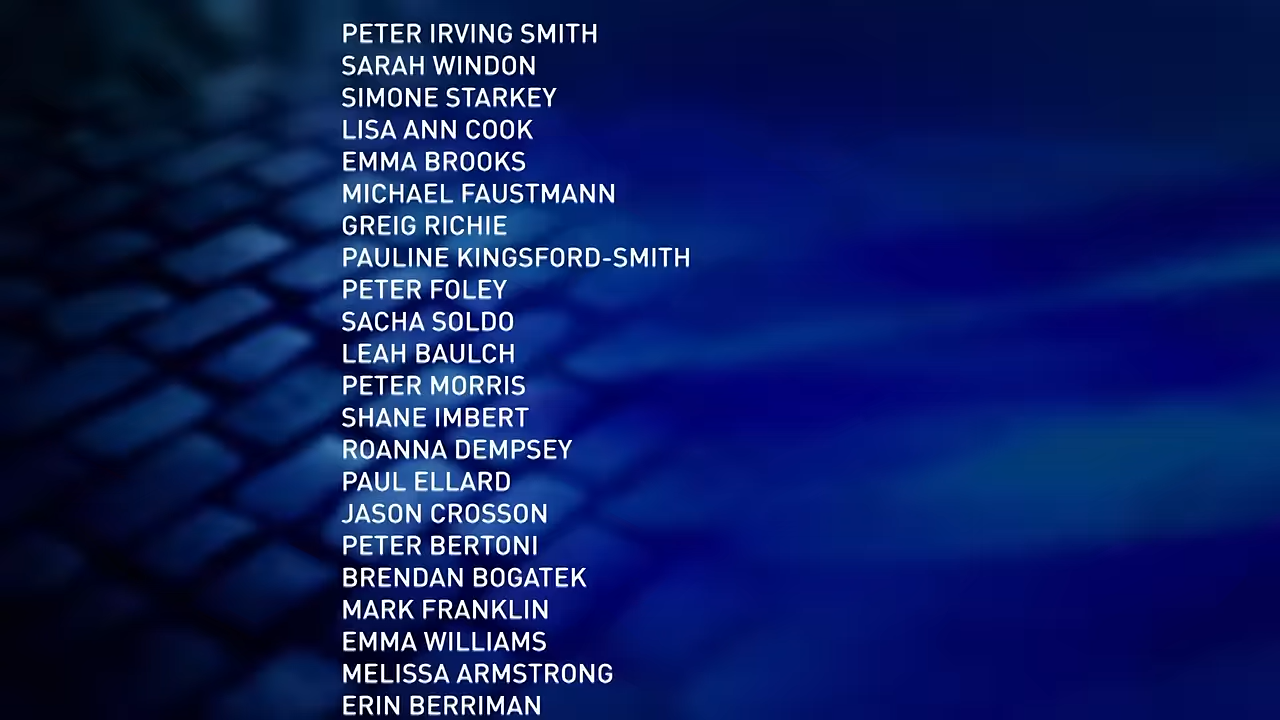 PETER IRVING SMITH
SARAH WINDON
SIMONE STARKEY
LISA ANN COOK
EMMA BROOKS
MICHAEL FAUSTMANN
GREIG RICHIE
PAULINE KINGSFORD-SMITH
PETER FOLEY
SACHA SOLDO
LEAH BAULCH
PETER MORRIS
SHANE IMBERT
ROANNA DEMPSEY
PAUL ELLARD
JASON CROSSON
PETER BERTONI
BRENDAN BOGATEK
MARK FRANKLIN
EMMA WILLIAMS
MELISSA ARMSTRONG
ERIN BERRIMAN